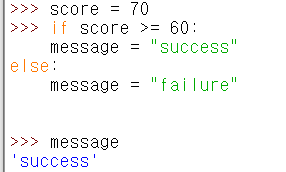 >>> score = 70
>>> if score >= 60:
    message = "success"
else:
    message = "failure"
>>> message
'success'